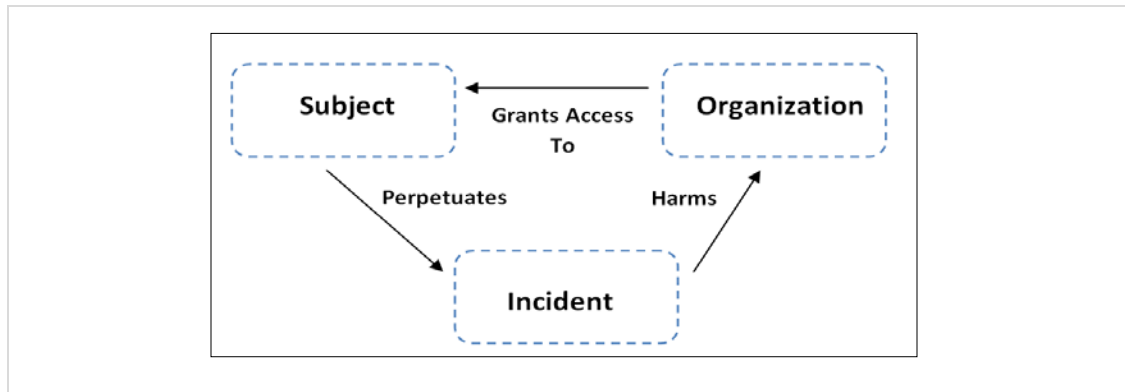 Subject
Grants Access
To
Organization
Perpetuates
Harms
Incident